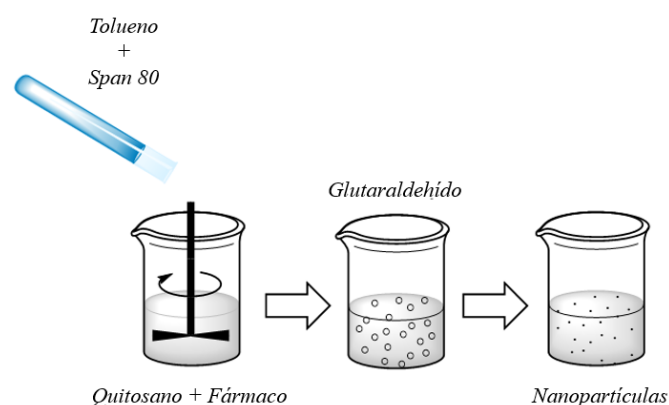 Tolueno
+
Span 80
Glutaraldehído
Quitosano + Fármaco
Nanopartículas